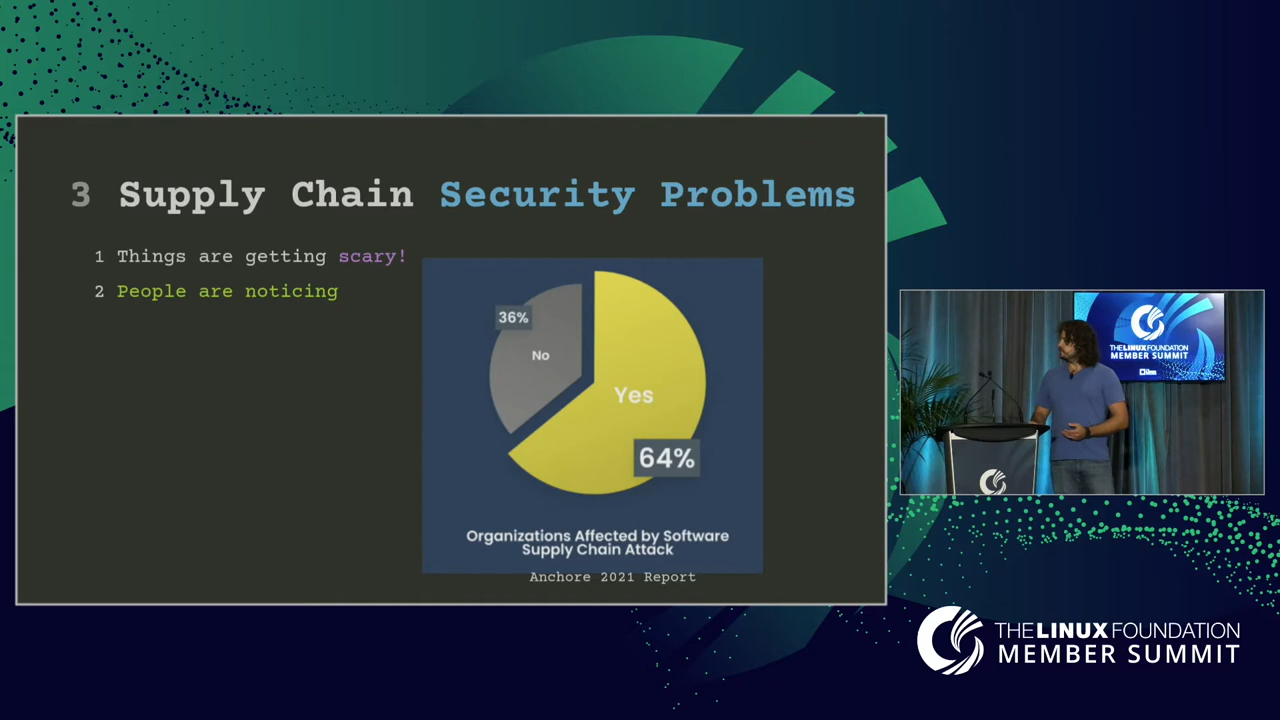 3 Supply Chain Security Problems
1 Things are getting scary!
2 People are noticing
36%
No
Yes
64%
Organizations Affected by Software
Supply Chain Attack
Anchore 2021 Report
THE LINUX FOUNDATION
MEMBER SUMMIT
THE LINUX FOUNDATION
MEMBER SUMMIT